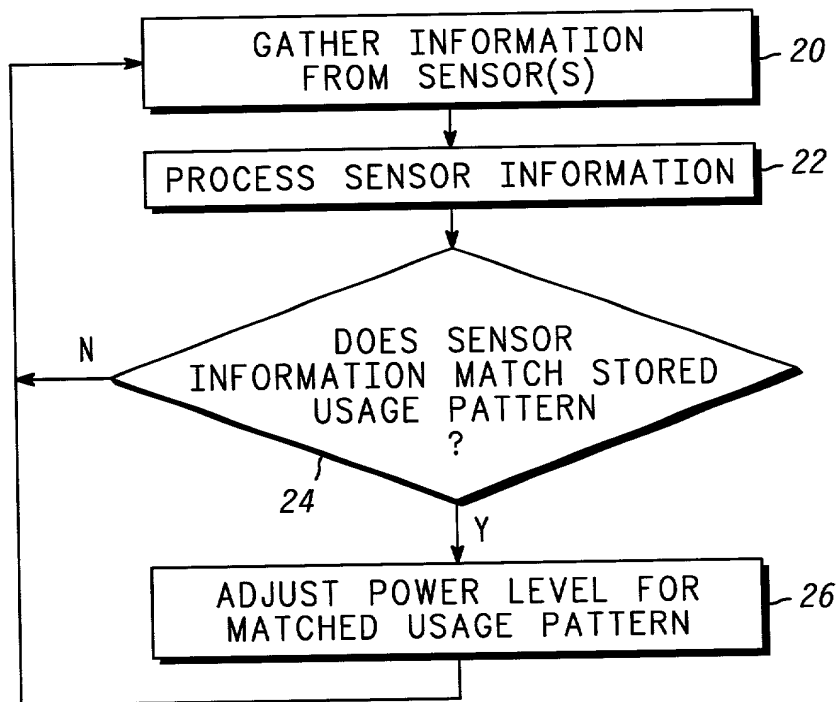 GATHER INFORMATION
FROM SENSOR(S)
20
PROCESS SENSOR INFORMATION
22
DOES SENSOR
INFORMATION MATCH STORED
USAGE PATTERN
?
N
24
Y
ADJUST POWER LEVEL FOR
MATCHED USAGE PATTERN
26